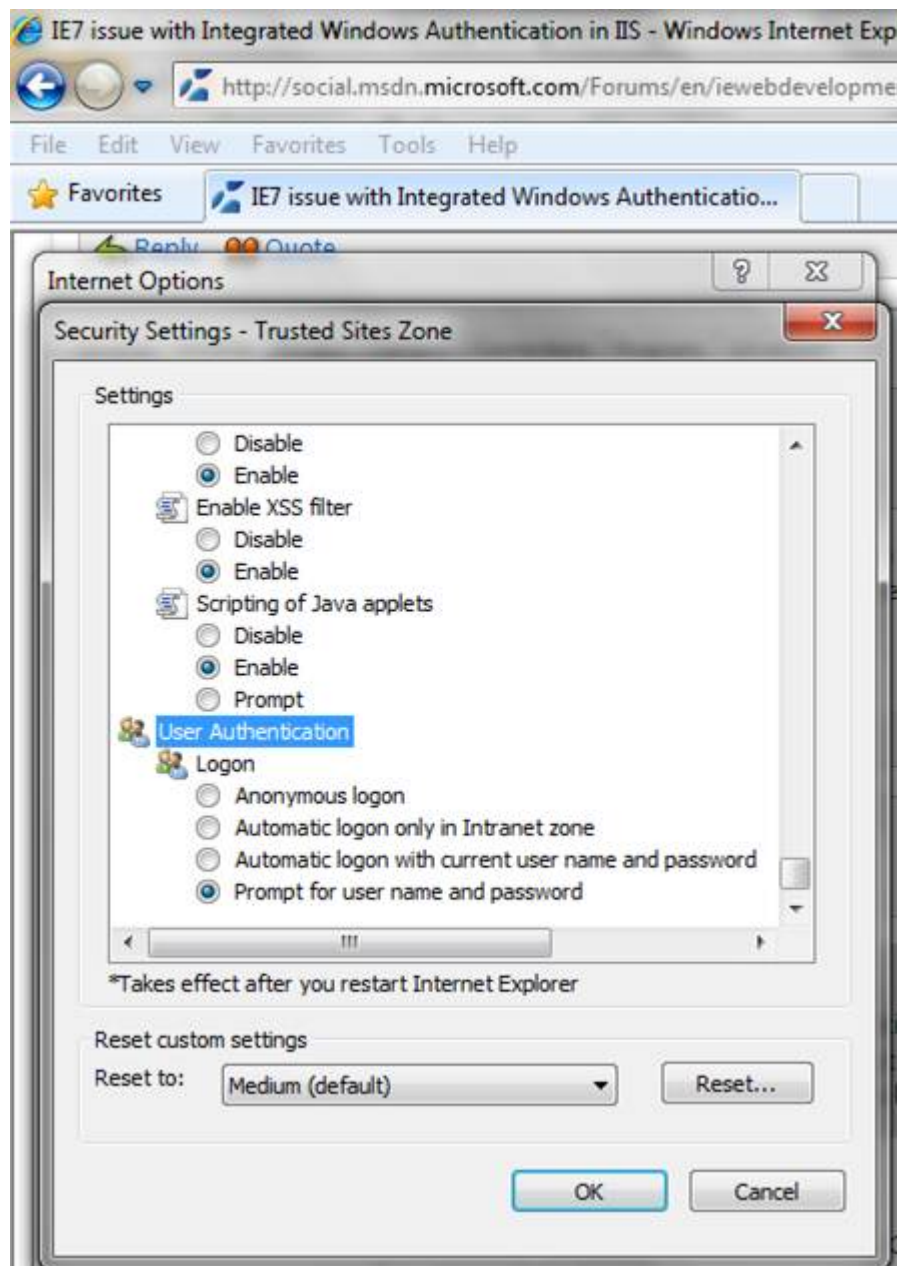 IE7 issue with Integrated Windows Authentication in IIS - Windows Internet Exp
http://social.msdn.microsoft.com/Forums/en/iewebdevelopme
File Edit View Favorites Tools Help
Favorites IE7 issue with Integrated Windows Authenticatio...
Reply Quote
Internet Options
Security Settings - Trusted Sites Zone
Settings
Disable
Enable
Enable XSS filter
Disable
Enable
Scripting of Java applets
Disable
Enable
Prompt
User Authentication
Logon
Anonymous logon
Automatic logon only in Intranet zone
Automatic logon with current user name and password
Prompt for user name and password
*Takes effect after you restart Internet Explorer
Reset custom settings
Reset to: Medium (default) Reset...
OK Cancel